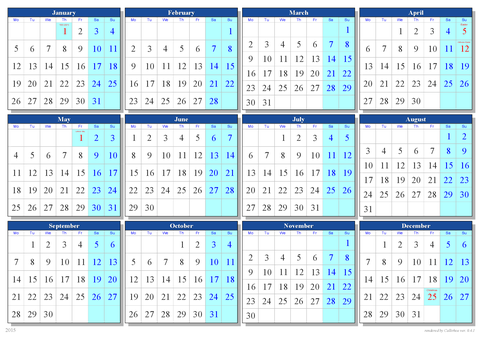 January
Mo Tu We Th Fr Sa Su
1 2 3 4
5 6 7 8 9 10 11
12 13 14 15 16 17 18
19 20 21 22 23 24 25
26 27 28 29 30 31
February
Mo Tu We Th Fr Sa Su
1
2 3 4 5 6 7 8
9 10 11 12 13 14 15
16 17 18 19 20 21 22
23 24 25 26 27 28
March
Mo Tu We Th Fr Sa Su
1
2 3 4 5 6 7 8
9 10 11 12 13 14 15
16 17 18 19 20 21 22
23 24 25 26 27 28 29
30 31
April
Mo Tu We Th Fr Sa Su
1 2 3 4 5
6 7 8 9 10 11 12
13 14 15 16 17 18 19
20 21 22 23 24 25 26
27 28 29 30
May
Mo Tu We Th Fr Sa Su
1 2 3
4 5 6 7 8 9 10
11 12 13 14 15 16 17
18 19 20 21 22 23 24
25 26 27 28 29 30 31
June
Mo Tu We Th Fr Sa Su
1 2 3 4 5 6 7
8 9 10 11 12 13 14
15 16 17 18 19 20 21
22 23 24 25 26 27 28
29 30
July
Mo Tu We Th Fr Sa Su
1 2 3 4 5
6 7 8 9 10 11 12
13 14 15 16 17 18 19
20 21 22 23 24 25 26
27 28 29 30 31
August
Mo Tu We Th Fr Sa Su
1 2
3 4 5 6 7 8 9
10 11 12 13 14 15 16
17 18 19 20 21 22 23
24 25 26 27 28 29 30
31
September
Mo Tu We Th Fr Sa Su
1 2 3 4 5 6
7 8 9 10 11 12 13
14 15 16 17 18 19 20
21 22 23 24 25 26 27
28 29 30
October
Mo Tu We Th Fr Sa Su
1 2 3 4
5 6 7 8 9 10 11
12 13 14 15 16 17 18
19 20 21 22 23 24 25
26 27 28 29 30 31
November
Mo Tu We Th Fr Sa Su
1
2 3 4 5 6 7 8
9 10 11 12 13 14 15
16 17 18 19 20 21 22
23 24 25 26 27 28 29
30
December
Mo Tu We Th Fr Sa Su
1 2 3 4 5 6
7 8 9 10 11 12 13
14 15 16 17 18 19 20
21 22 23 24 25 26 27
28 29 30 31
2015